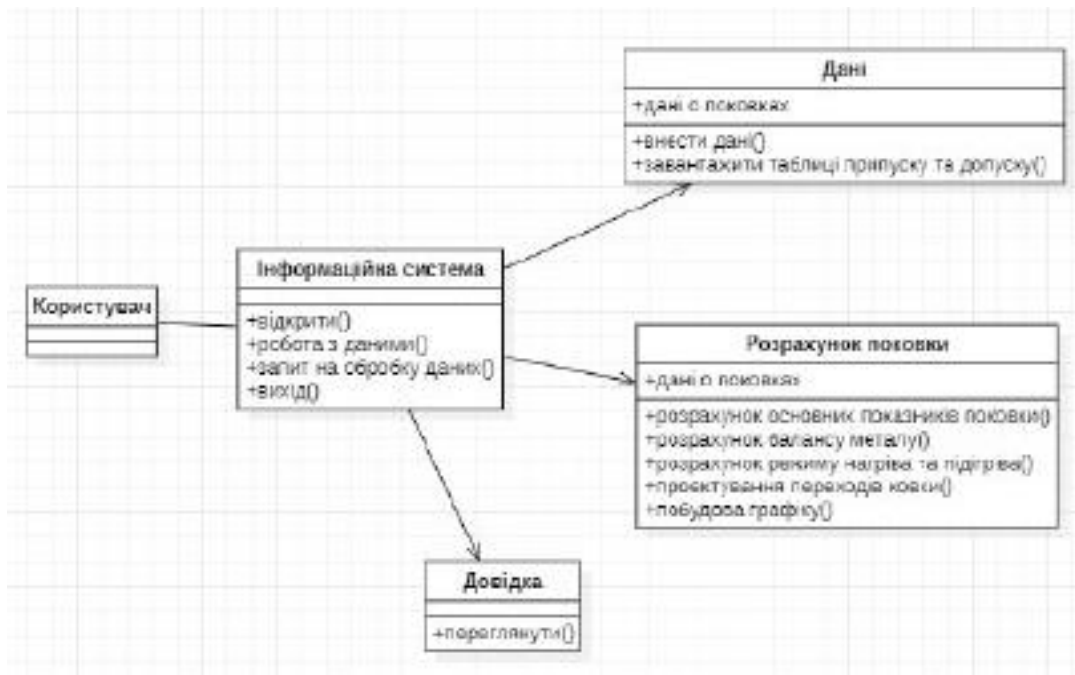 Дані
+дані о поковках
+внести дані()
+завантажити таблиці припуску та допуску()
Інформаційна система
+відкрити()
+робота з даними()
+запит на обробку даних()
+вихід()
Користувач
Розрахунок поковки
+дані о поковках
+розрахунок основних показників поковки()
+розрахунок балансу металу()
+розрахунок режиму нагріва та підігріва()
+проєктування переходів ковки()
+побудова графіку()
Довідка
+переглянути()